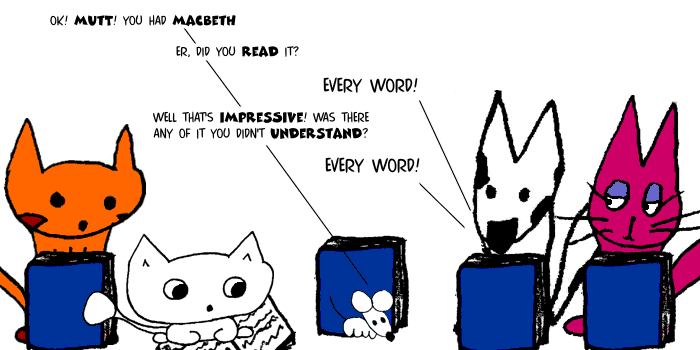 OK! MUTT! YOU HAD MACBETH
ER, DID YOU READ IT?
EVERY WORD!
WELL THAT'S IMPRESSIVE! WAS THERE
ANY OF IT YOU DIDN'T UNDERSTAND?
EVERY WORD!